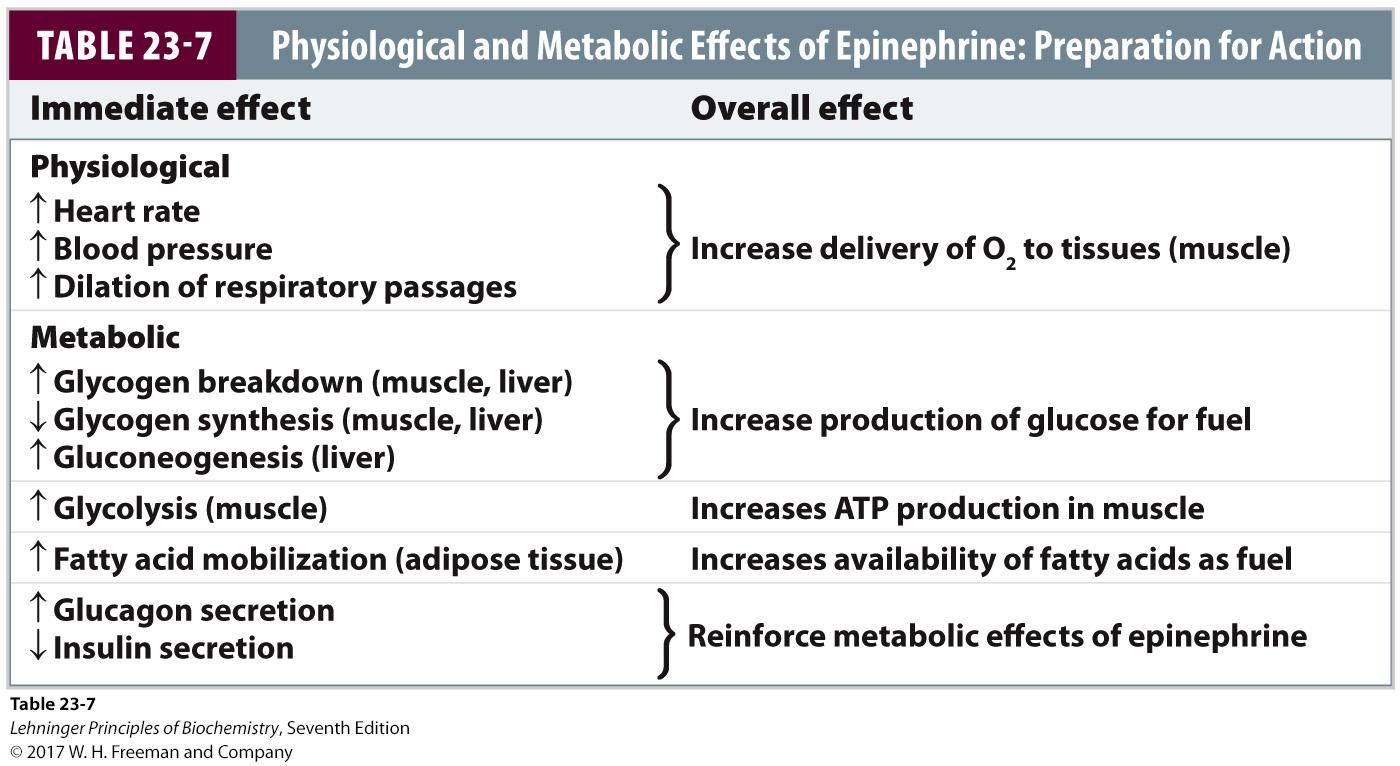 TABLE 23-7 Physiological and Metabolic Effects of Epinephrine: Preparation for Action
Immediate effect Overall effect
Physiological
↑ Heart rate
↑ Blood pressure Increase delivery of O₂ to tissues (muscle)
↑ Dilation of respiratory passages
Metabolic
↑ Glycogen breakdown (muscle, liver)
↓ Glycogen synthesis (muscle, liver) Increase production of glucose for fuel
↑ Gluconeogenesis (liver)
↑ Glycolysis (muscle) Increases ATP production in muscle
↑ Fatty acid mobilization (adipose tissue) Increases availability of fatty acids as fuel
↑ Glucagon secretion
↓ Insulin secretion Reinforce metabolic effects of epinephrine
Table 23-7
Lehninger Principles of Biochemistry, Seventh Edition
© 2017 W. H. Freeman and Company